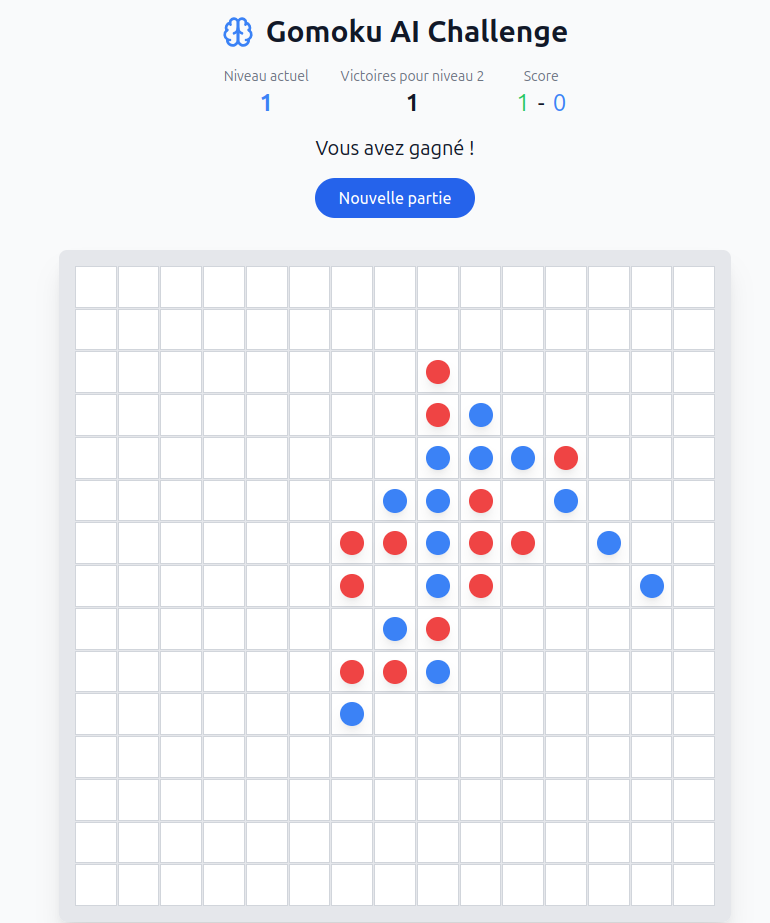 Gomoku AI Challenge
Niveau actuel
1
Victoires pour niveau 2
1
Score
1 - 0
Vous avez gagné !
Nouvelle partie